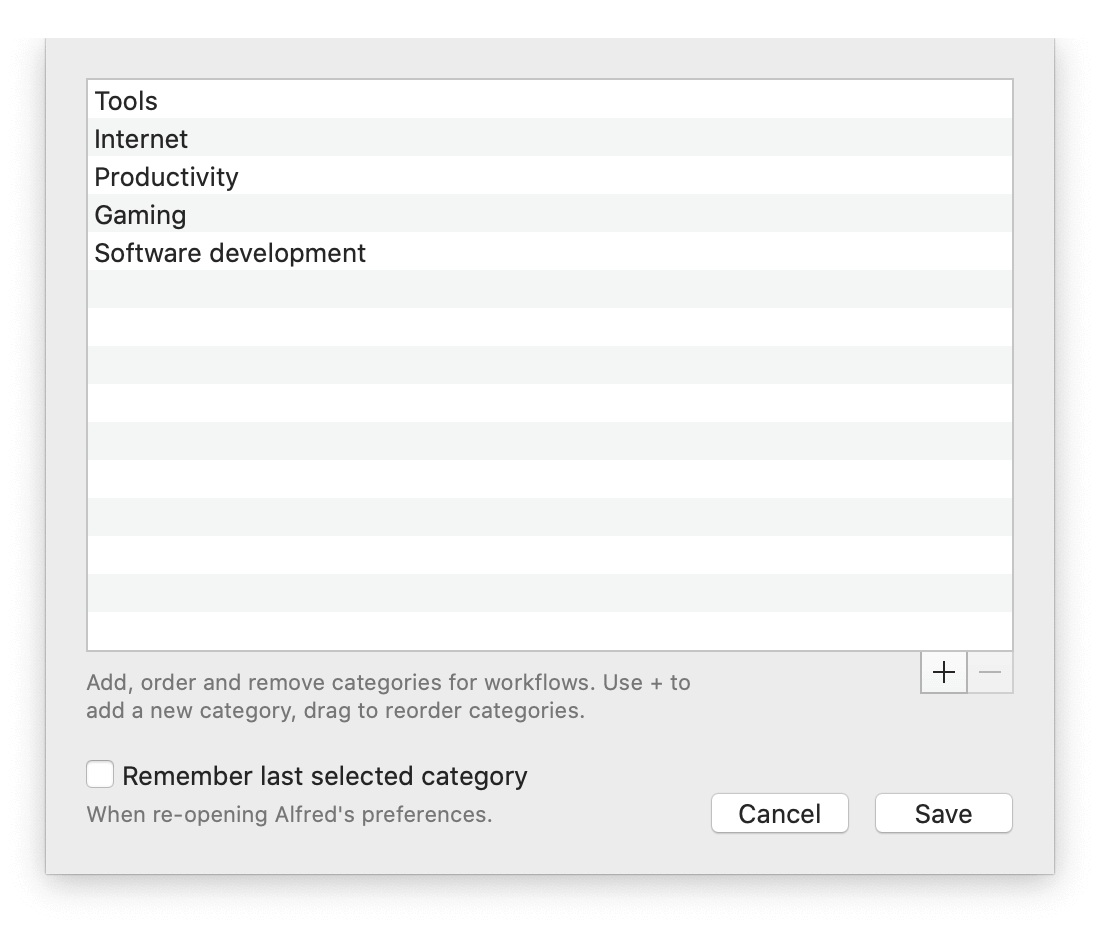 Tools
Internet
Productivity
Gaming
Software development
Add, order and remove categories for workflows. Use + to
add a new category, drag to reorder categories.
Remember last selected category
When re-opening Alfred's preferences.
Cancel
Save